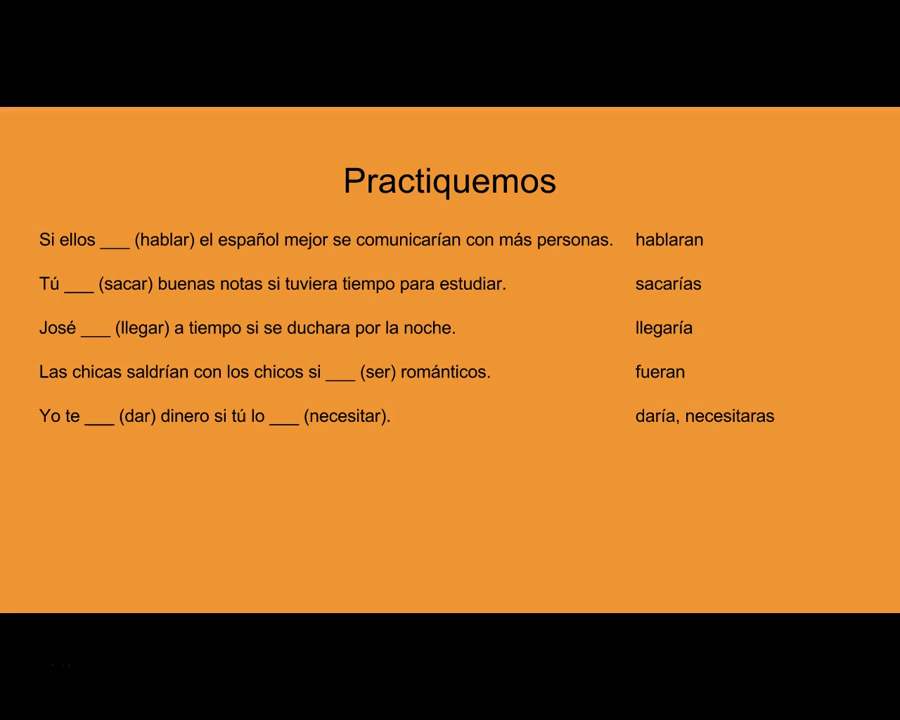 Practiquemos
Si ellos ___ (hablar) el español mejor se comunicarían con más personas. hablaran
Tú ___ (sacar) buenas notas si tuviera tiempo para estudiar. sacarías
José ___ (llegar) a tiempo si se duchara por la noche. llegaría
Las chicas saldrían con los chicos si ___ (ser) románticos. fueran
Yo te ___ (dar) dinero si tú lo ___ (necesitar). daría, necesitaras